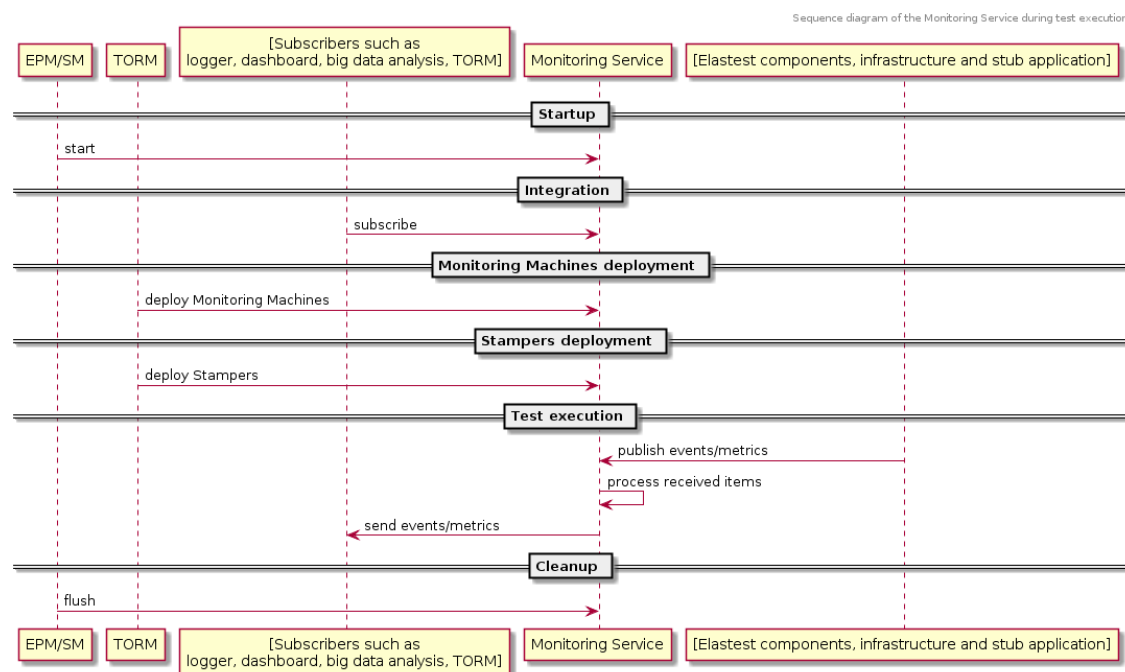 Sequence diagram of the Monitoring Service during test execution
EPM/SM
TORM
[Subscribers such as
logger, dashboard, big data analysis, TORM]
Monitoring Service
[Elastest components, infrastructure and stub application]
Startup
start
Integration
subscribe
Monitoring Machines deployment
deploy Monitoring Machines
Stampers deployment
deploy Stampers
Test execution
publish events/metrics
process received items
send events/metrics
Cleanup
flush
EPM/SM
TORM
[Subscribers such as
logger, dashboard, big data analysis, TORM]
Monitoring Service
[Elastest components, infrastructure and stub application]